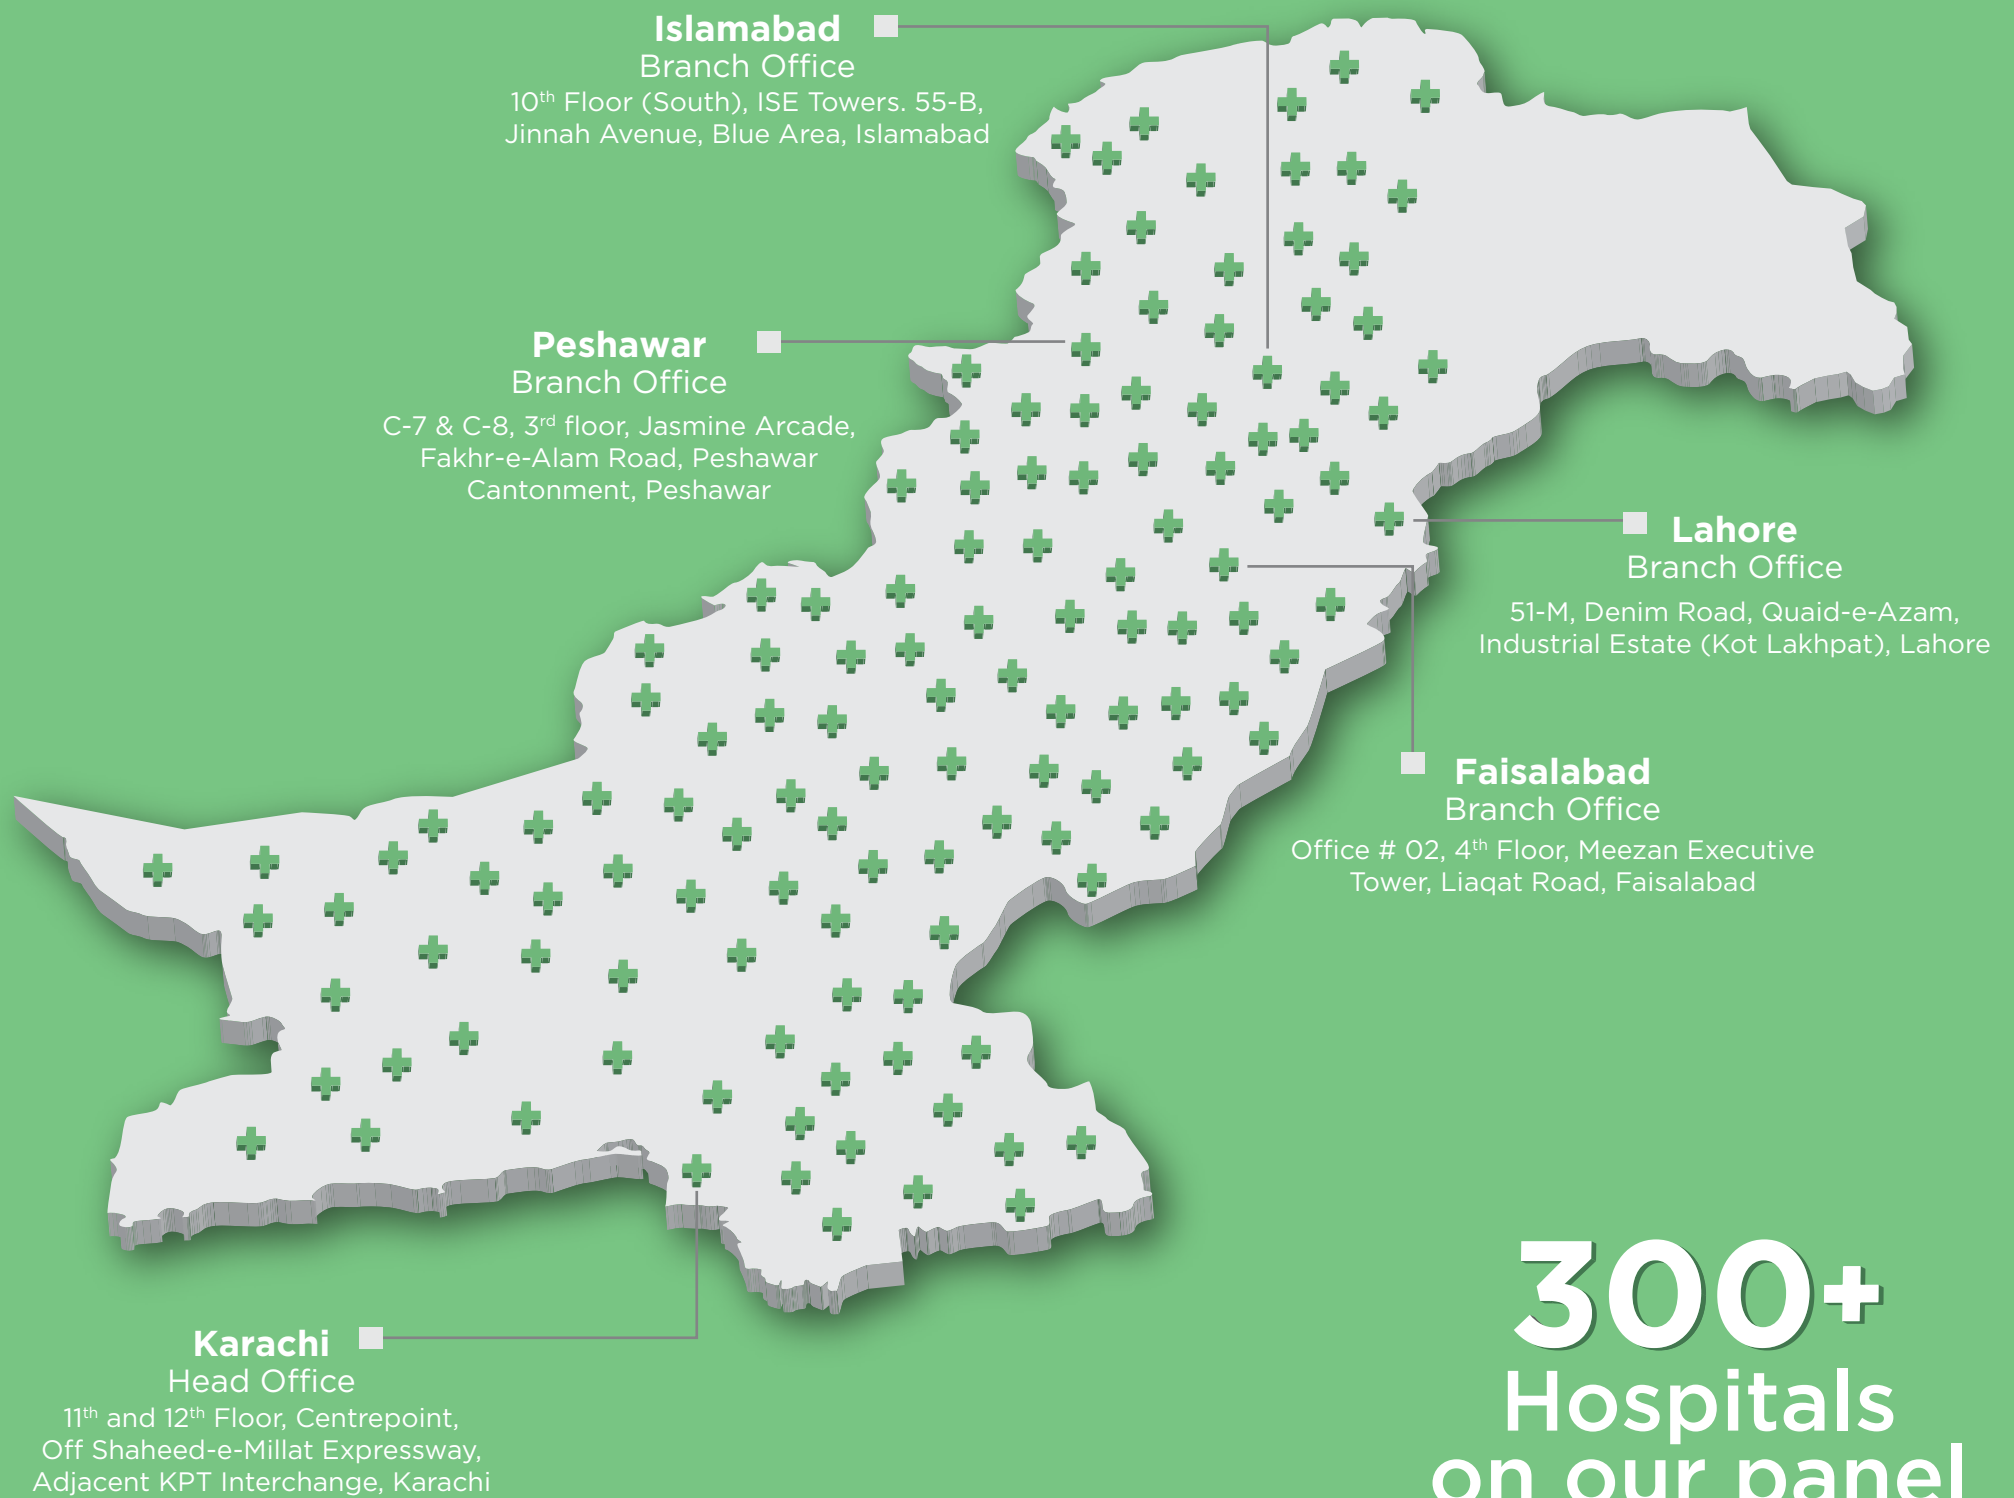 Islamabad
Branch Office
10th Floor (South), ISE Towers. 55-B,
Jinnah Avenue, Blue Area, Islamabad
Peshawar
Branch Office
C-7 & C-8, 3rd floor, Jasmine Arcade,
Fakhr-e-Alam Road, Peshawar
Cantonment, Peshawar
Lahore
Branch Office
51-M, Denim Road, Quaid-e-Azam,
Industrial Estate (Kot Lakhpat), Lahore
Faisalabad
Branch Office
Office # 02, 4th Floor, Meezan Executive
Tower, Liaqat Road, Faisalabad
Karachi
Head Office
11th and 12th Floor, Centrepoint,
Off Shaheed-e-Millat Expressway,
Adjacent KPT Interchange, Karachi
300+
Hospitals
on our panel